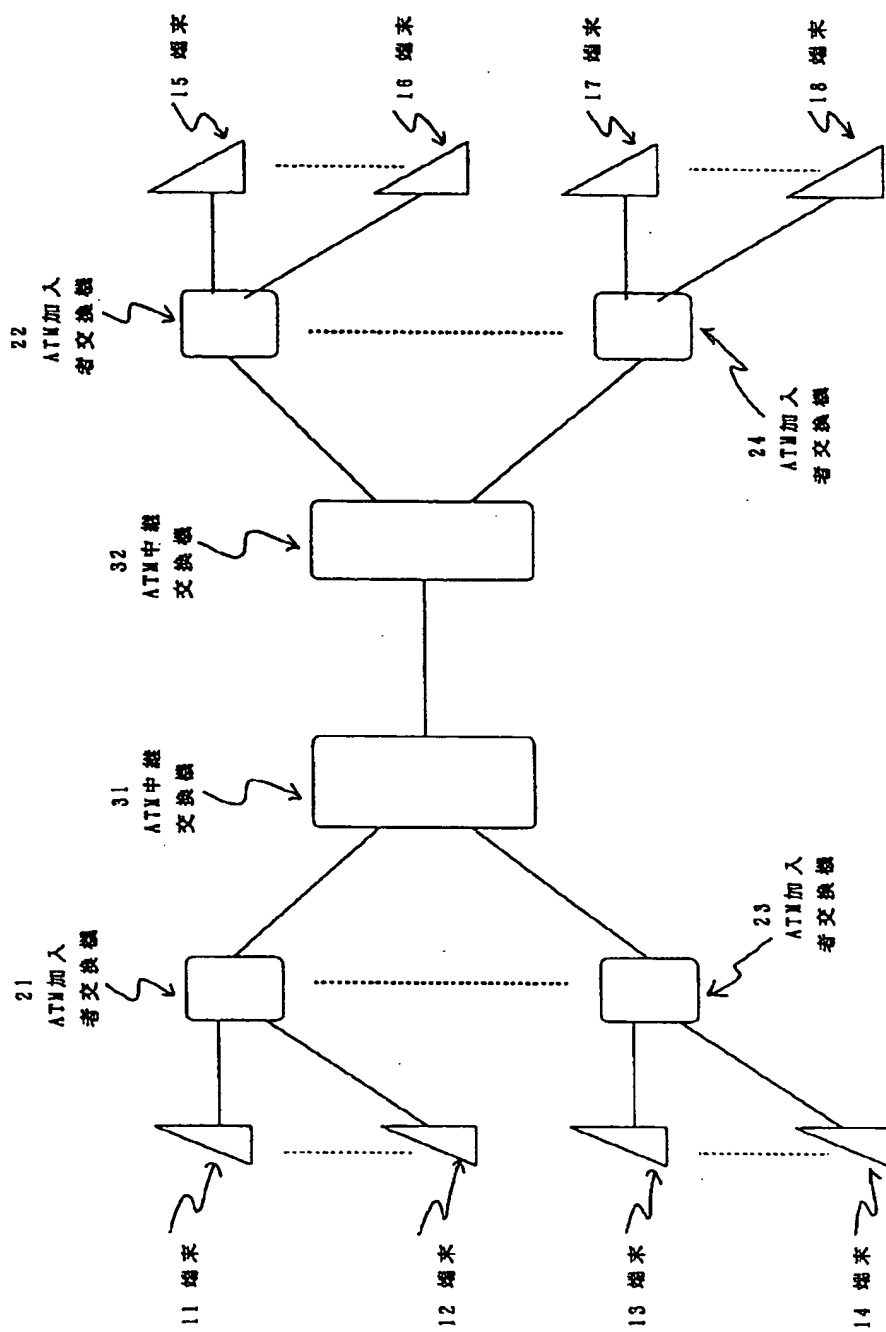 21
ATM加入
者交換機
31
ATM中継
交換機
32
ATM中継
交換機
22
ATM加入
者交換機
11 端末
12 端末
13 端末
14 端末
23
ATM加入
者交換機
24
ATM加入
者交換機
15 端末
16 端末
17 端末
18 端末